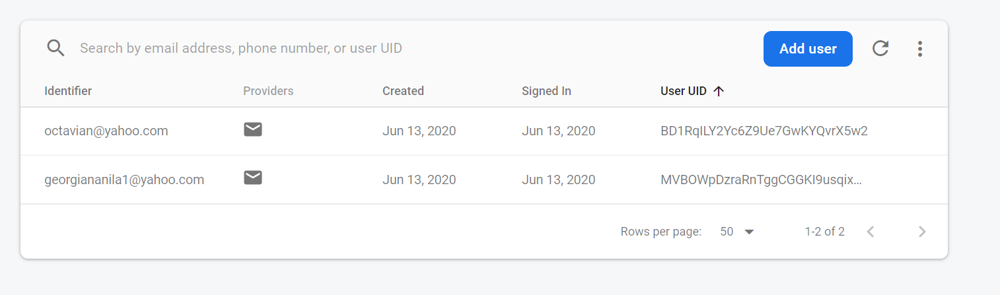 Search by email address, phone number, or user UID Add user
Identifier Providers Created Signed In User UID
octavian@yahoo.com Jun 13, 2020 Jun 13, 2020 BD1RqILY2Yc6Z9Ue7GwKYQvrX5w2
georgiananila1@yahoo.com Jun 13, 2020 Jun 13, 2020 MVBOWpDzraRnTggCGGKI9usqix...
Rows per page: 50 1-2 of 2